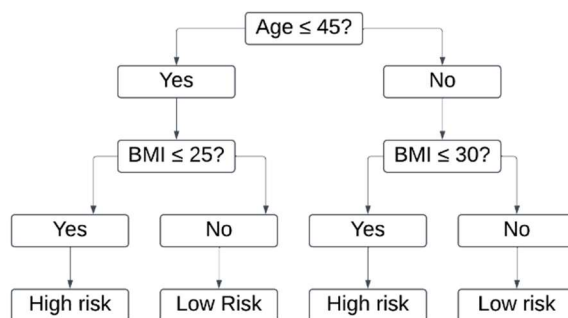 Age ≤ 45?
Yes
No
BMI ≤ 25?
BMI ≤ 30?
Yes
No
Yes
No
High risk
Low Risk
High risk
Low risk